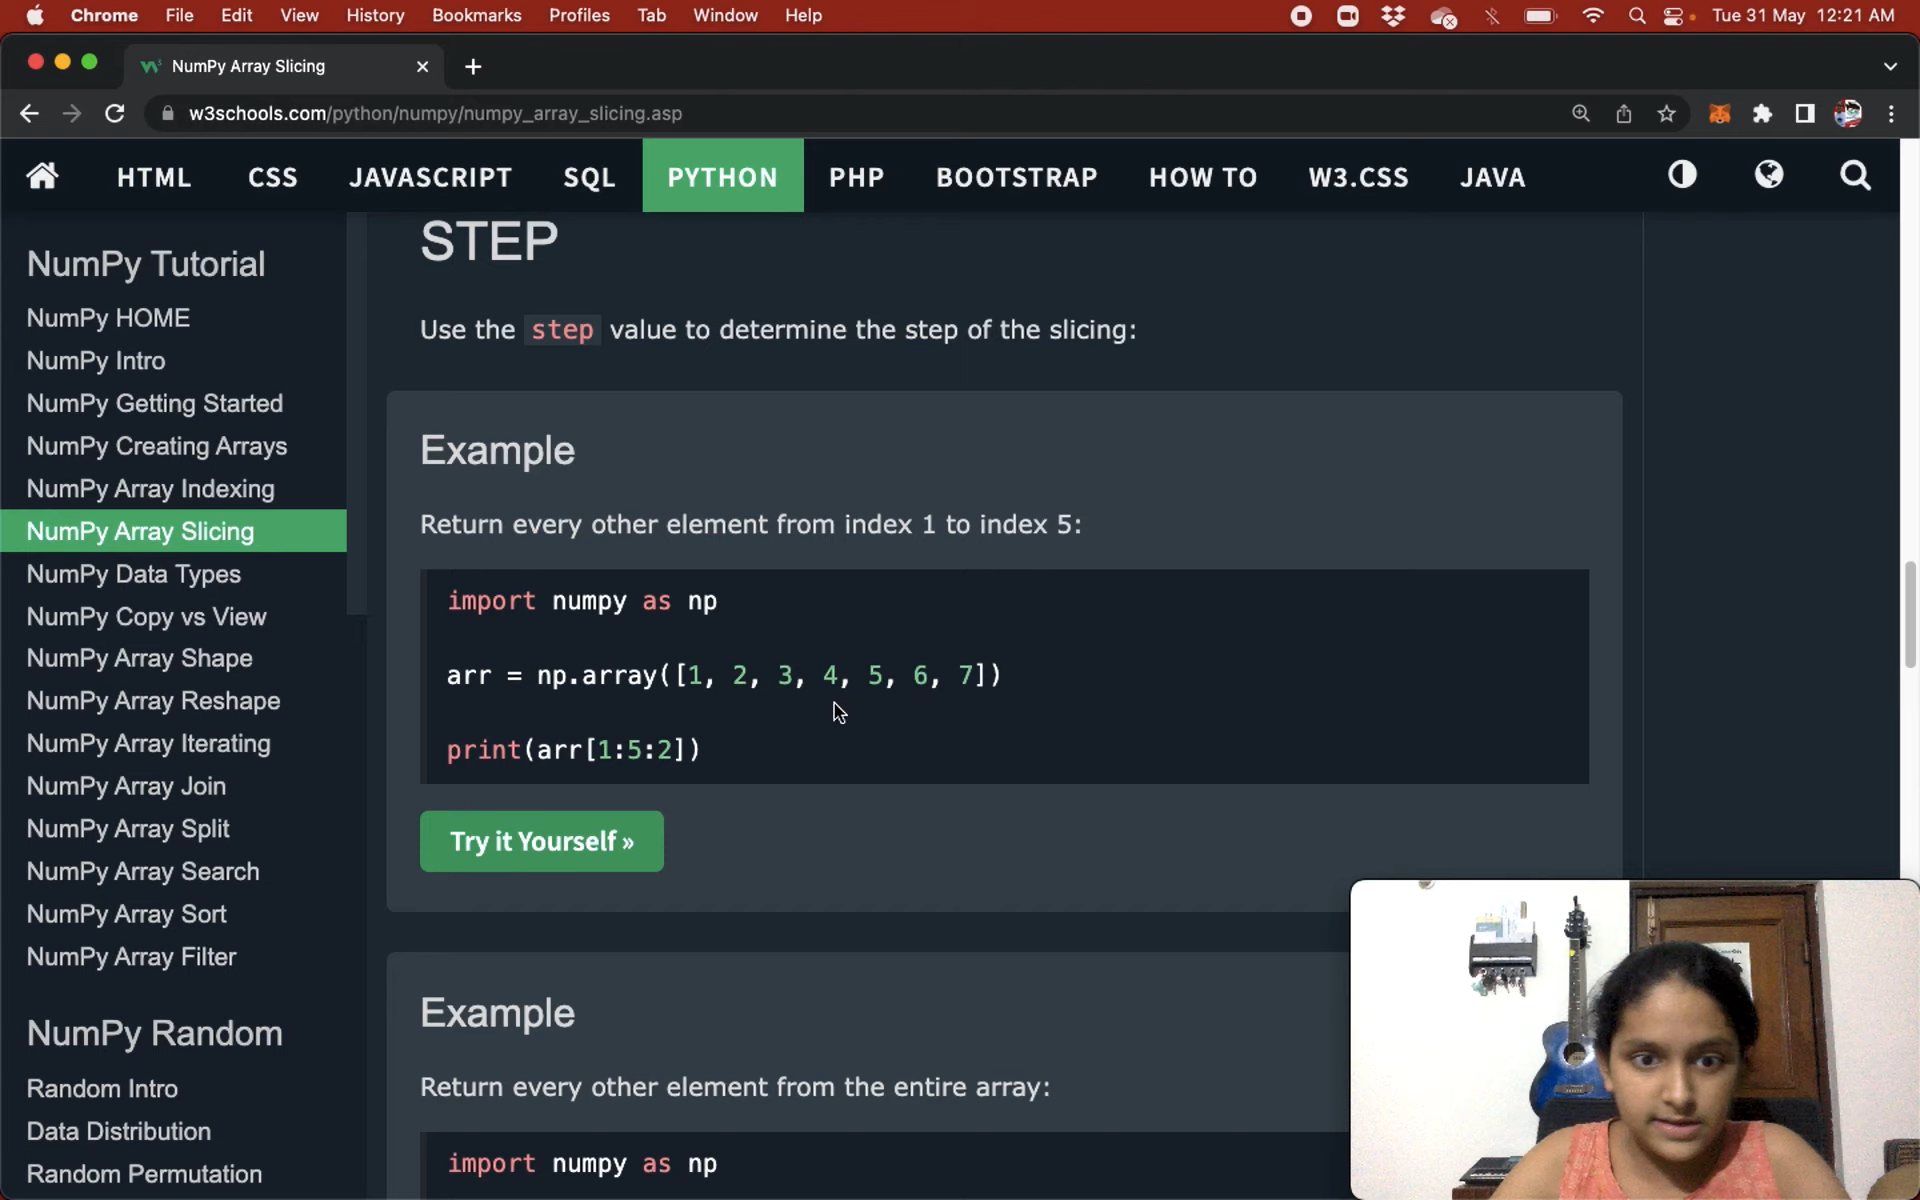 Chrome File Edit View History Bookmarks Profiles Tab Window Help Tue 31 May 12:21 AM
NumPy Array Slicing
w3schools.com/python/numpy/numpy_array_slicing.asp
HTML CSS JAVASCRIPT SQL PYTHON PHP BOOTSTRAP HOW TO W3.CSS JAVA
NumPy Tutorial
NumPy HOME
NumPy Intro
NumPy Getting Started
NumPy Creating Arrays
NumPy Array Indexing
NumPy Array Slicing
NumPy Data Types
NumPy Copy vs View
NumPy Array Shape
NumPy Array Reshape
NumPy Array Iterating
NumPy Array Join
NumPy Array Split
NumPy Array Search
NumPy Array Sort
NumPy Array Filter
NumPy Random
Random Intro
Data Distribution
Random Permutation
STEP
Use the step value to determine the step of the slicing:
Example
Return every other element from index 1 to index 5:
import numpy as np
arr = np.array([1, 2, 3, 4, 5, 6, 7])
print(arr[1:5:2])
Try it Yourself »
Example
Return every other element from the entire array:
import numpy as np